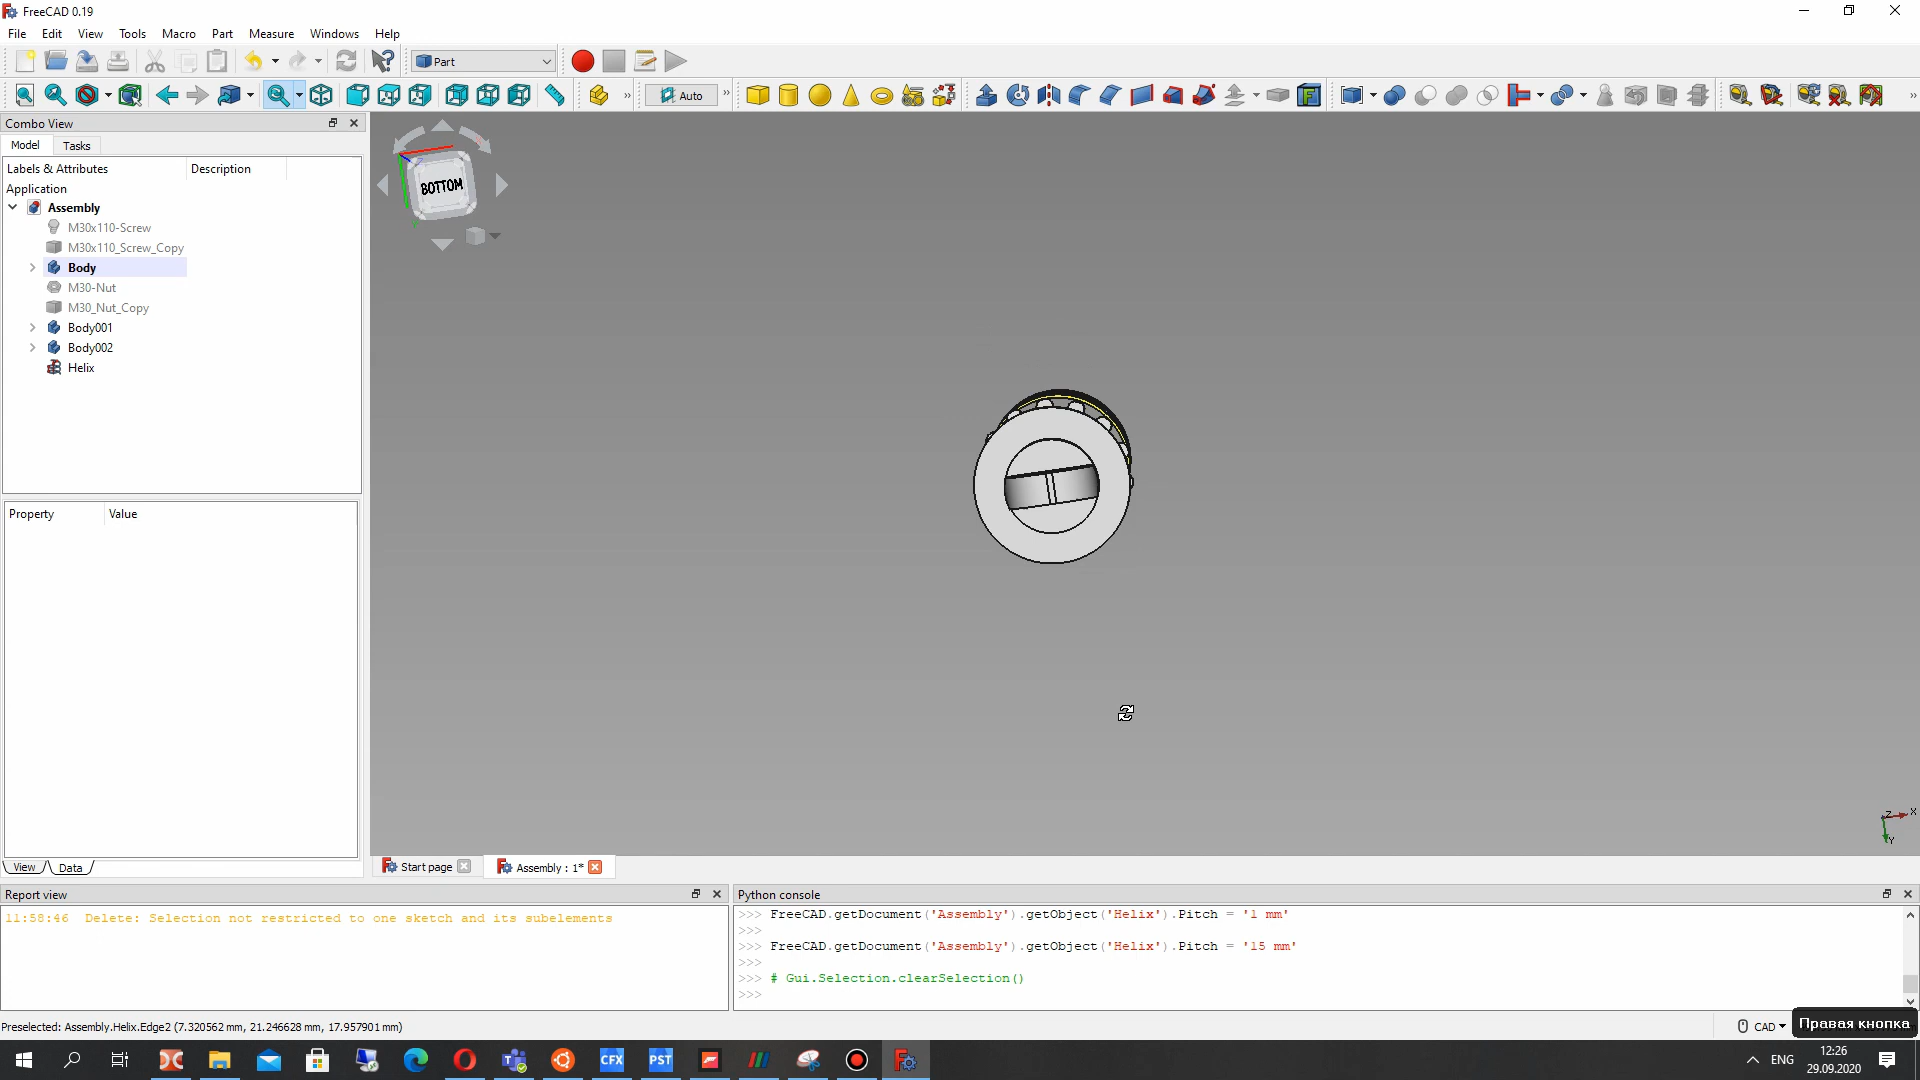 FreeCAD 0.19
File Edit View Tools Macro Part Measure Windows Help
Part
Auto
Combo View
Model Tasks
Labels & Attributes Description
Application
Assembly
M30x110-Screw
M30x110_Screw_Copy
Body
M30-Nut
M30_Nut_Copy
Body001
Body002
Helix
BOTTOM
Property Value
Z X
Y
View Data
Start page Assembly : 1*
Report view
11:58:46 Delete: Selection not restricted to one sketch and its subelements
Python console
>>> FreeCAD.getDocument('Assembly').getObject('Helix').Pitch = '1 mm'
>>>
>>> FreeCAD.getDocument('Assembly').getObject('Helix').Pitch = '15 mm'
>>>
>>> # Gui.Selection.clearSelection()
>>>
Preselected: Assembly.Helix.Edge2 (7.320562 mm, 21.246628 mm, 17.957901 mm)
CAD
Правая кнопка
CFX PST
ENG
12:26
29.09.2020